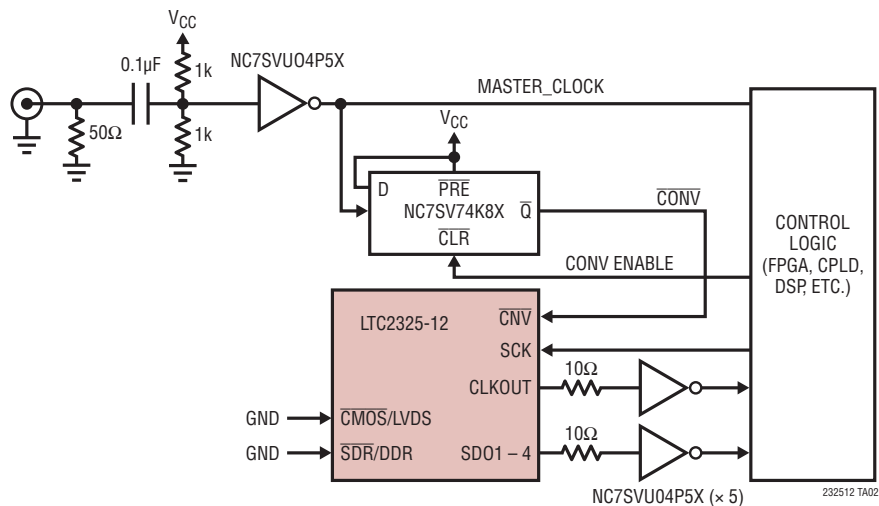 VCC
NC7SVU04P5X
0.1µF
1k
MASTER_CLOCK
50Ω
1k
VCC
D
PRE
NC7SV74K8X
Q
CONV
CLR
CONV ENABLE
CONTROL
LOGIC
(FPGA, CPLD,
DSP, ETC.)
LTC2325-12
CNV
SCK
10Ω
CLKOUT
GND
CMOS/LVDS
10Ω
GND
SDR/DDR
SDO1 – 4
NC7SVU04P5X (× 5)
232512 TA02